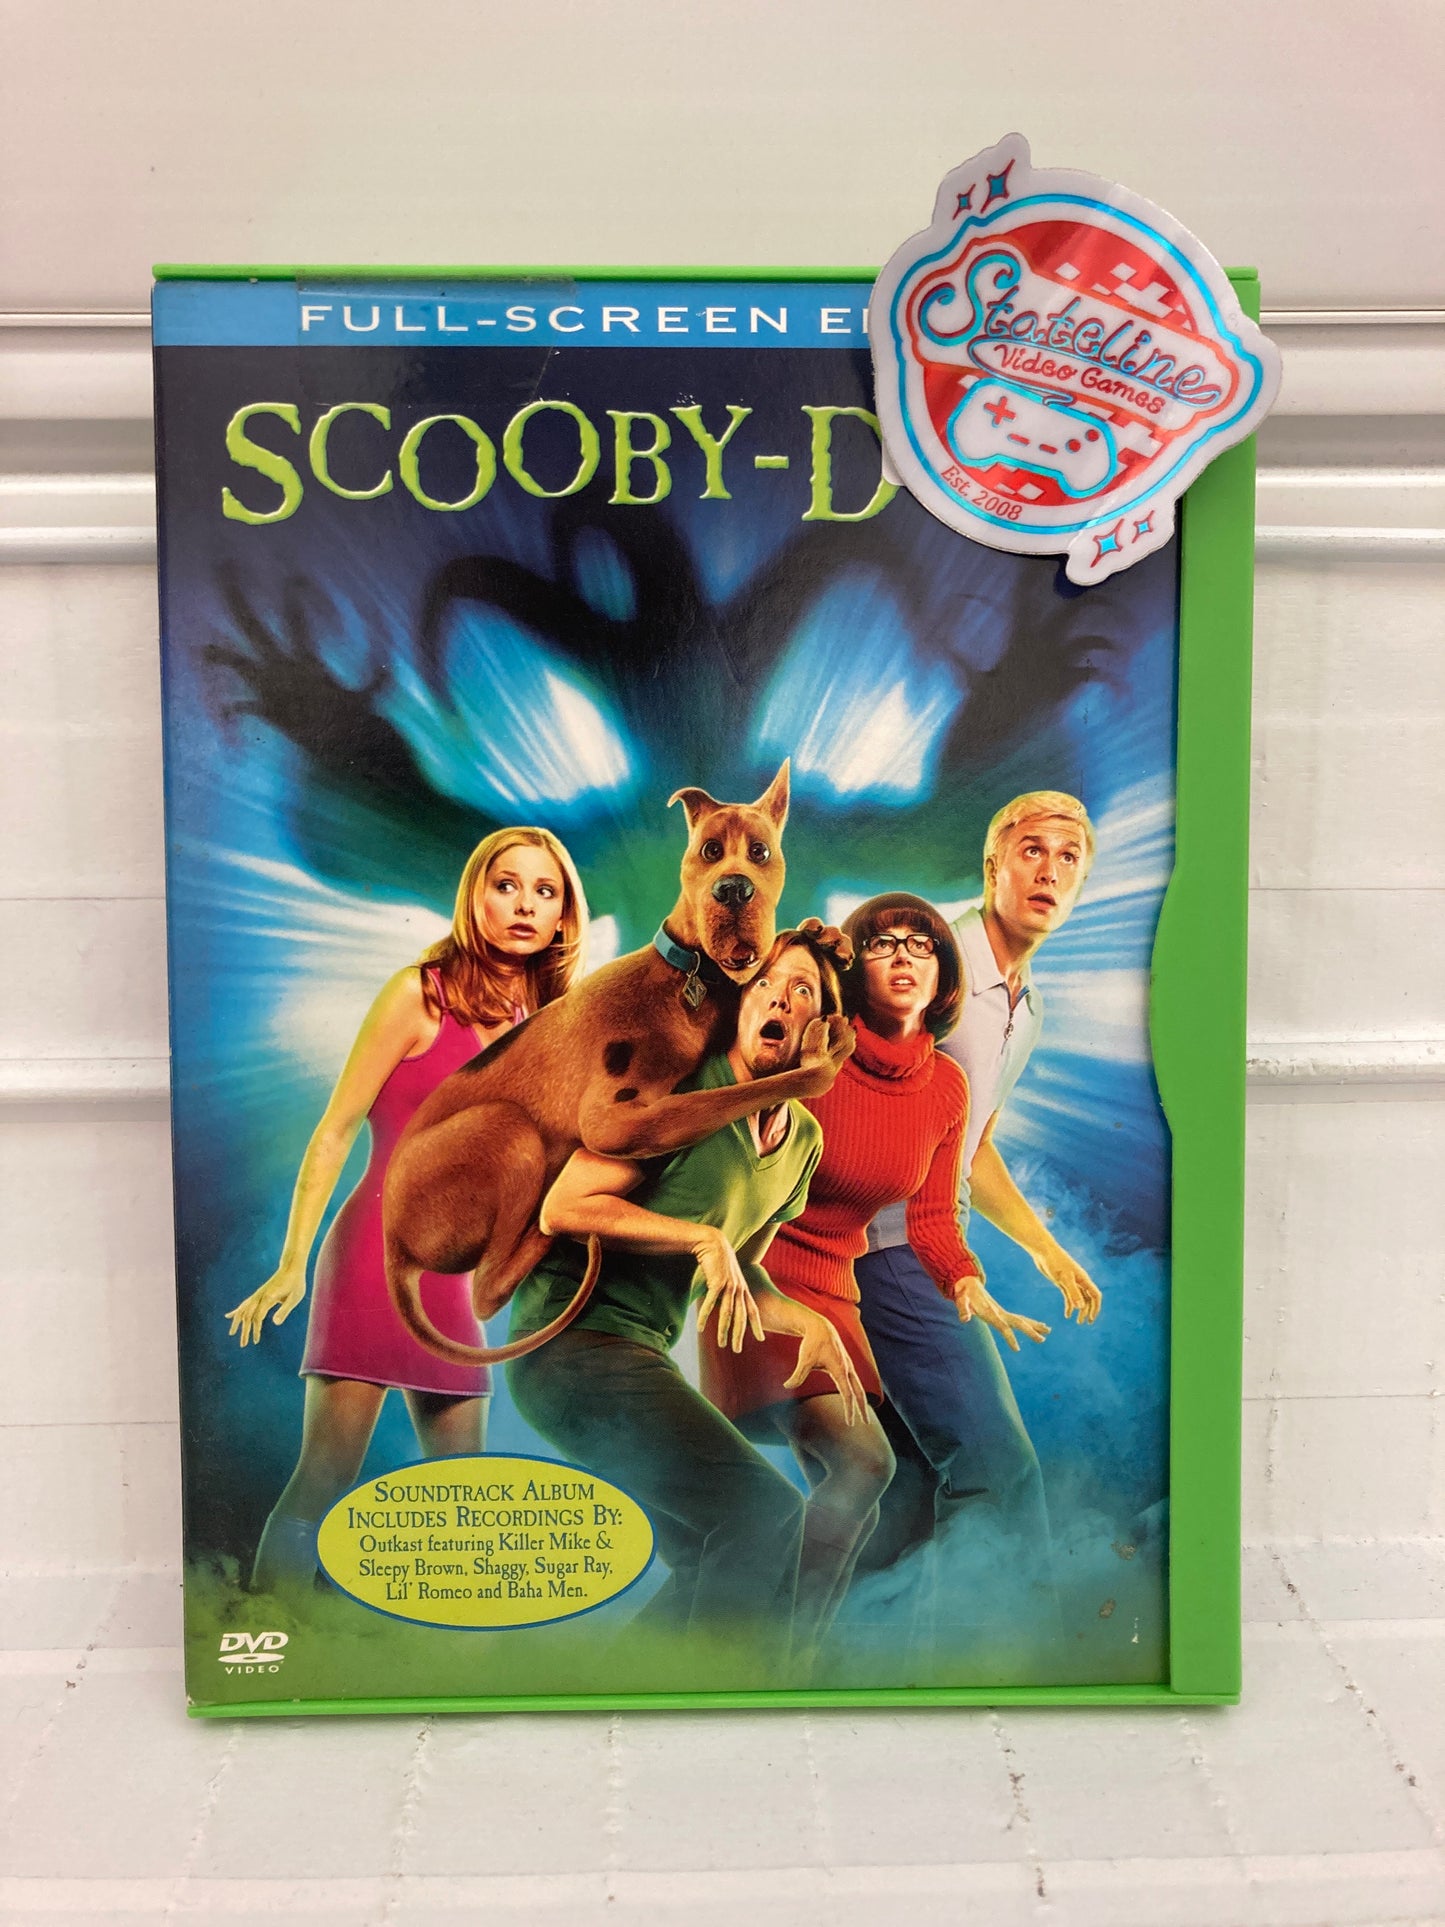 FULL-SCREEN E
SCOOBY-D
Stateline
Video Games
Est. 2008
SOUNDTRACK ALBUM
INCLUDES RECORDINGS BY:
Outkast featuring Killer Mike &
Sleepy Brown, Shaggy, Sugar Ray,
Lil' Romeo and Baha Men.
DVD
VIDEO